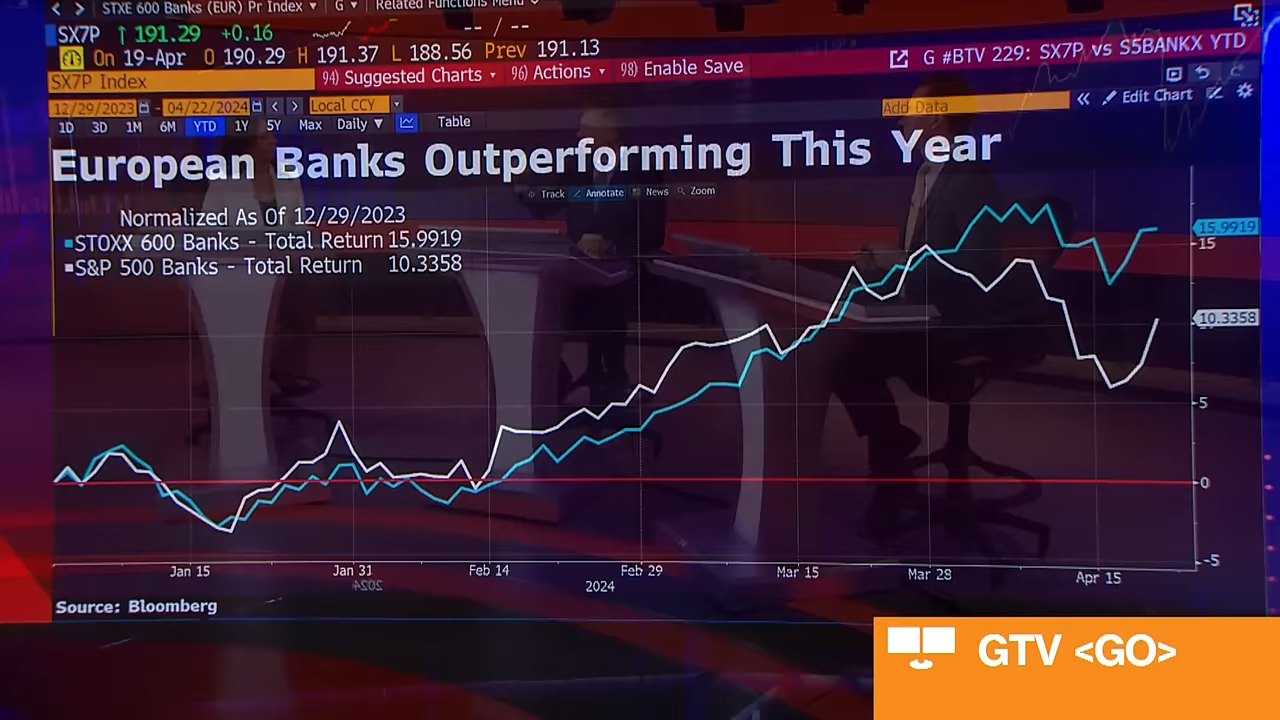 STXE 600 Banks (EUR) Pr Index ▼ G ▼ Related Functions Menu
SX7P ↑ 191.29 +0.16 -- / --
On 19-Apr O 190.29 H 191.37 L 188.56 Prev 191.13
G #BTV 229: SX7P vs S5BANKX YTD
SX7P Index 94) Suggested Charts 96) Actions 98) Enable Save
12/29/2023 - 04/22/2024 Local CCY
Add Data « Edit Chart
1D 3D 1M 6M YTD 1Y 5Y Max Daily ▼ Table
European Banks Outperforming This Year
Track Annotate News Zoom
Normalized As Of 12/29/2023
STOXX 600 Banks - Total Return 15.9919
S&P 500 Banks - Total Return 10.3358
15.9919
15
10.3358
5
0
-5
Jan 15 Jan 31 Feb 14 Feb 29 Mar 15 Mar 28 Apr 15
2024
Source: Bloomberg
GTV <GO>